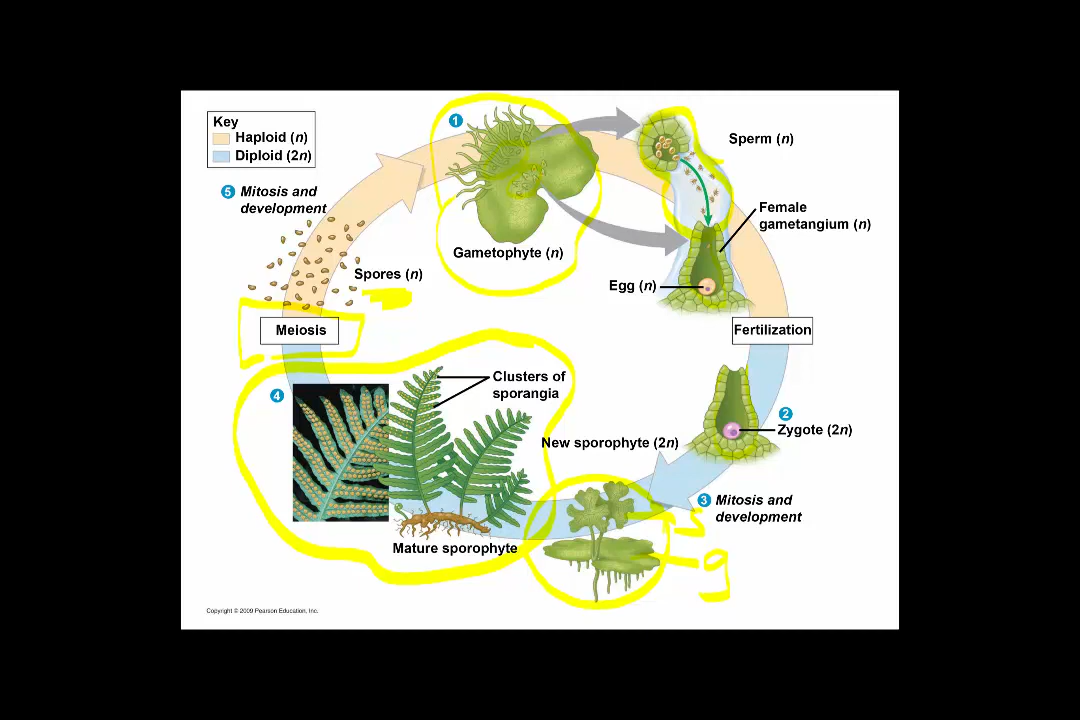 Key
Haploid (n)
Diploid (2n)
1
Sperm (n)
5 Mitosis and
development
Female
gametangium (n)
Gametophyte (n)
Spores (n)
Egg (n)
Meiosis
Fertilization
Clusters of
sporangia
4
2
Zygote (2n)
New sporophyte (2n)
3 Mitosis and
development
s
Mature sporophyte
g
Copyright © 2009 Pearson Education, Inc.